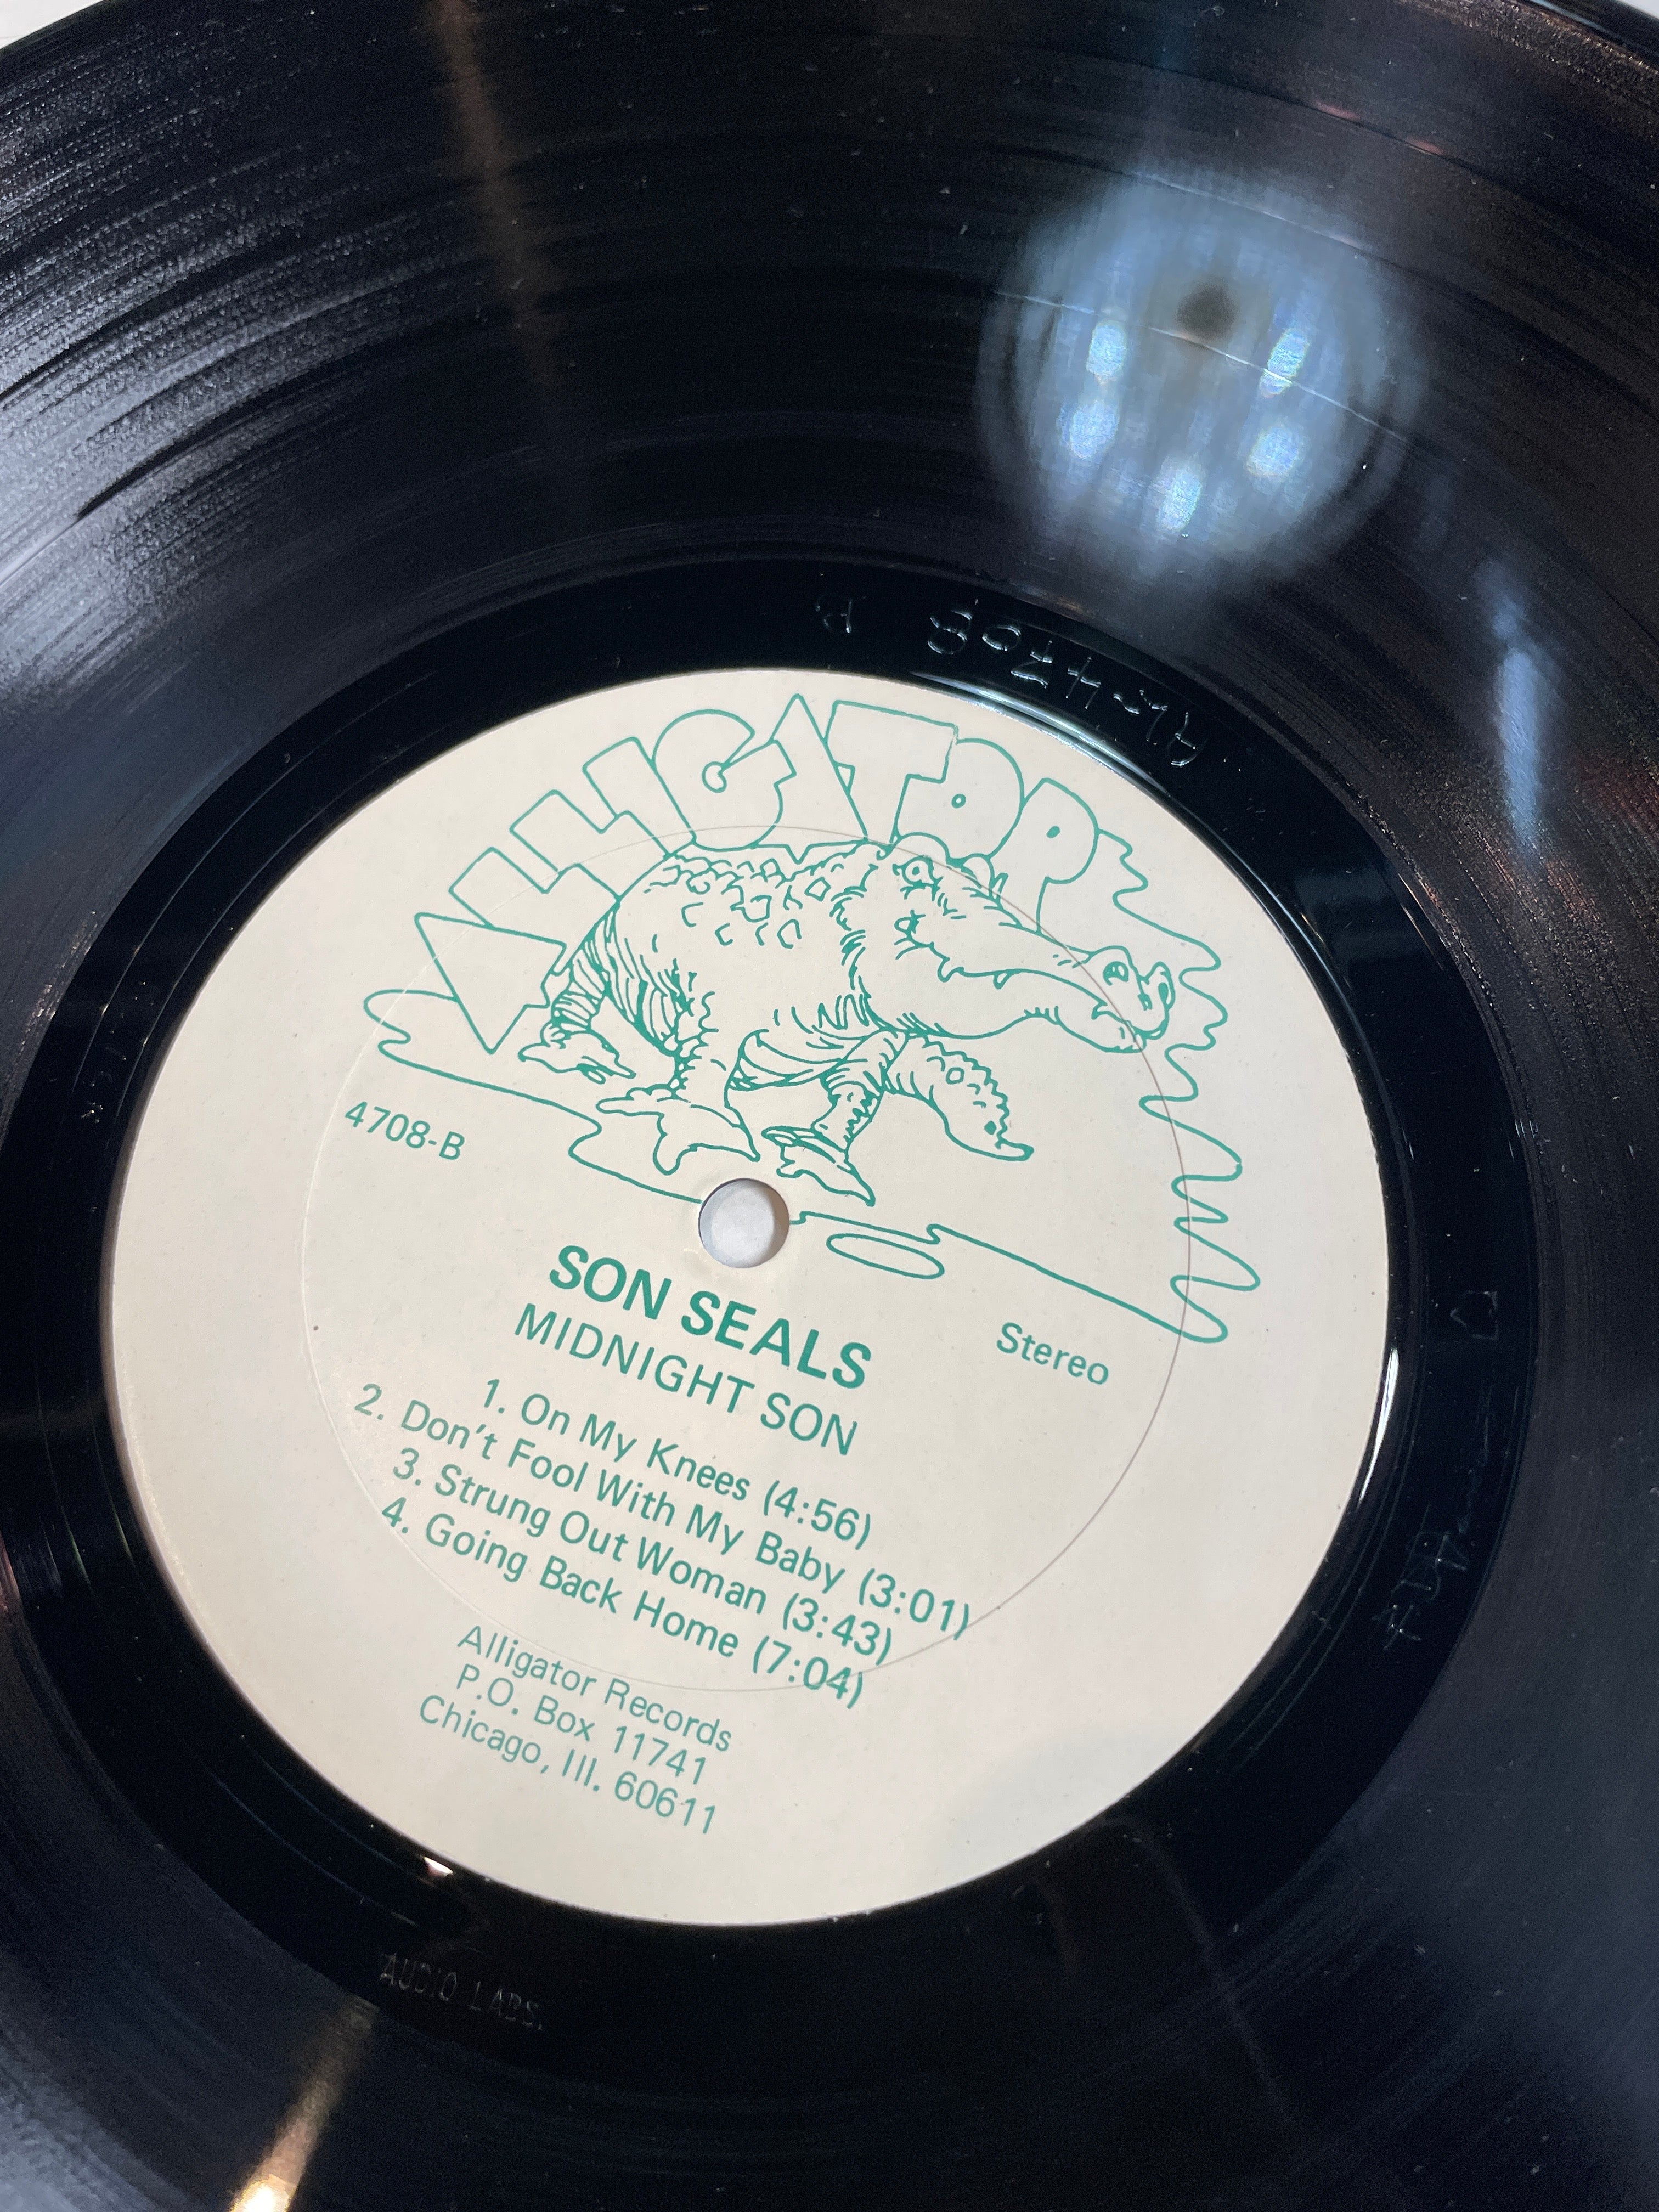 ALLIGATOR
4708-B
Stereo
SON SEALS
MIDNIGHT SON
1. On My Knees (4:56)
2. Don't Fool With My Baby (3:01)
3. Strung Out Woman (3:43)
4. Going Back Home (7:04)
Alligator Records
P.O. Box 11741
Chicago, Ill. 60611
AUDIO LABS.